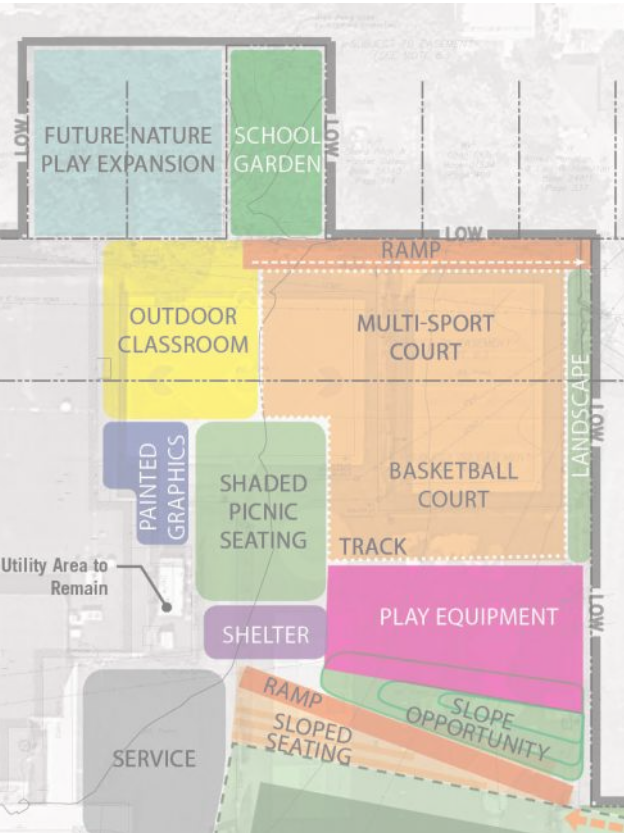 FUTURE NATURE
PLAY EXPANSION
SCHOOL
GARDEN
LOW
LOW
LOW
RAMP
OUTDOOR
CLASSROOM
MULTI-SPORT
COURT
LANDSCAPE
LOW
PAINTED
GRAPHICS
SHADED
PICNIC
SEATING
BASKETBALL
COURT
TRACK
Utility Area to
Remain
PLAY EQUIPMENT
LOW
SHELTER
RAMP
SLOPED
SEATING
SLOPE
OPPORTUNITY
SERVICE